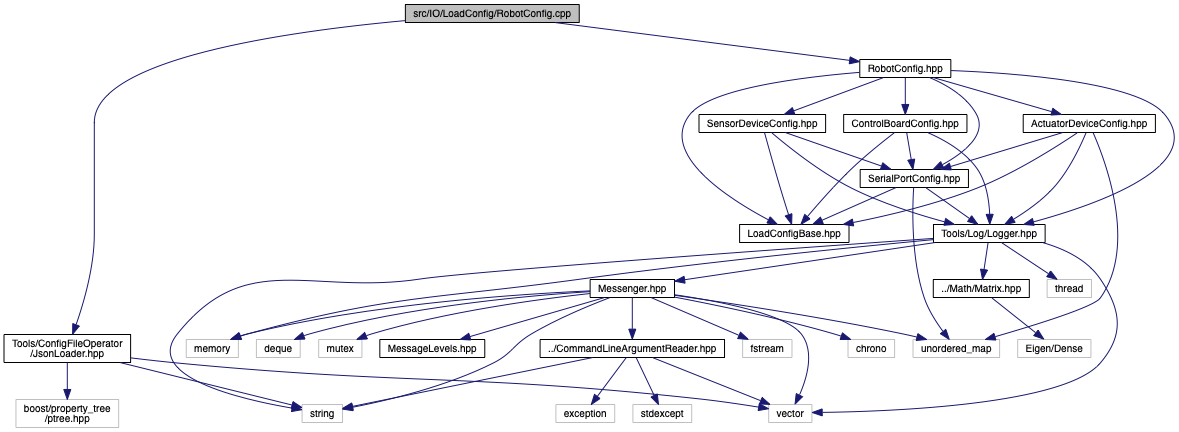 src/IO/LoadConfig/RobotConfig.cpp
RobotConfig.hpp
SensorDeviceConfig.hpp
ControlBoardConfig.hpp
ActuatorDeviceConfig.hpp
SerialPortConfig.hpp
LoadConfigBase.hpp
Tools/Log/Logger.hpp
Messenger.hpp
../Math/Matrix.hpp
thread
Tools/ConfigFileOperator
/JsonLoader.hpp
memory
deque
mutex
MessageLevels.hpp
../CommandLineArgumentReader.hpp
fstream
chrono
unordered_map
Eigen/Dense
boost/property_tree
/ptree.hpp
string
exception
stdexcept
vector